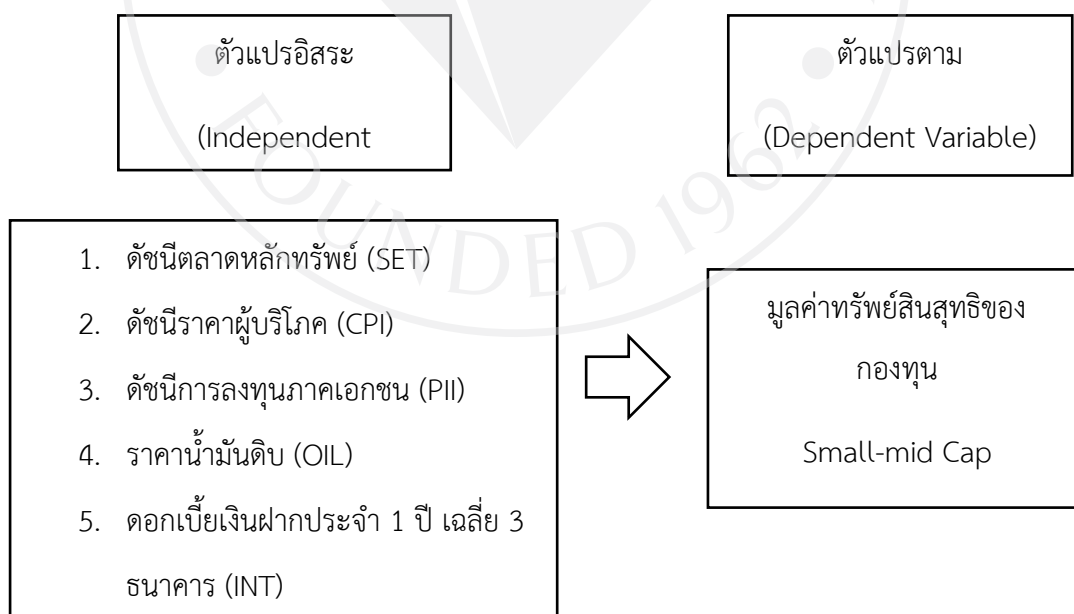 ตัวแปรอิสระ
(Independent
ตัวแปรตาม
(Dependent Variable)
1. ดัชนีตลาดหลักทรัพย์ (SET)
2. ดัชนีราคาผู้บริโภค (CPI)
3. ดัชนีการลงทุนภาคเอกชน (PII)
4. ราคาน้ำมันดิบ (OIL)
5. ดอกเบี้ยเงินฝากประจำ 1 ปี เฉลี่ย 3
ธนาคาร (INT)
มูลค่าทรัพย์สินสุทธิของ
กองทุน
Small-mid Cap
FOUNDED 1962